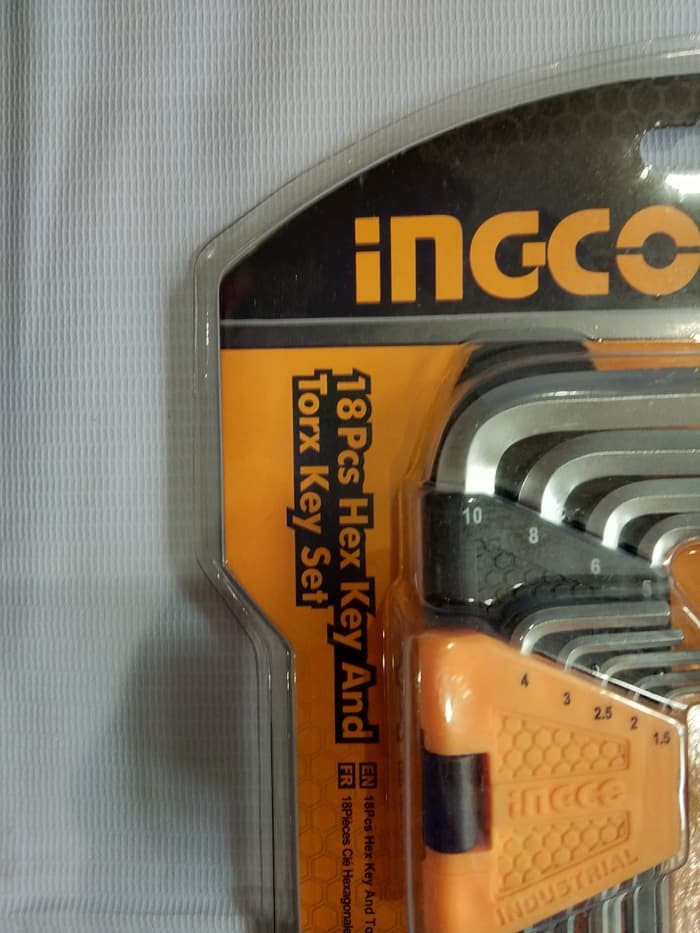 INGCO
18Pcs Hex Key And
Torx Key Set
EN 18Pcs Hex Key And
FR 18Pièces Clé Hexagonale
10
8
6
5
4
3
2.5
2
1.5
INGCO
INDUSTRIAL